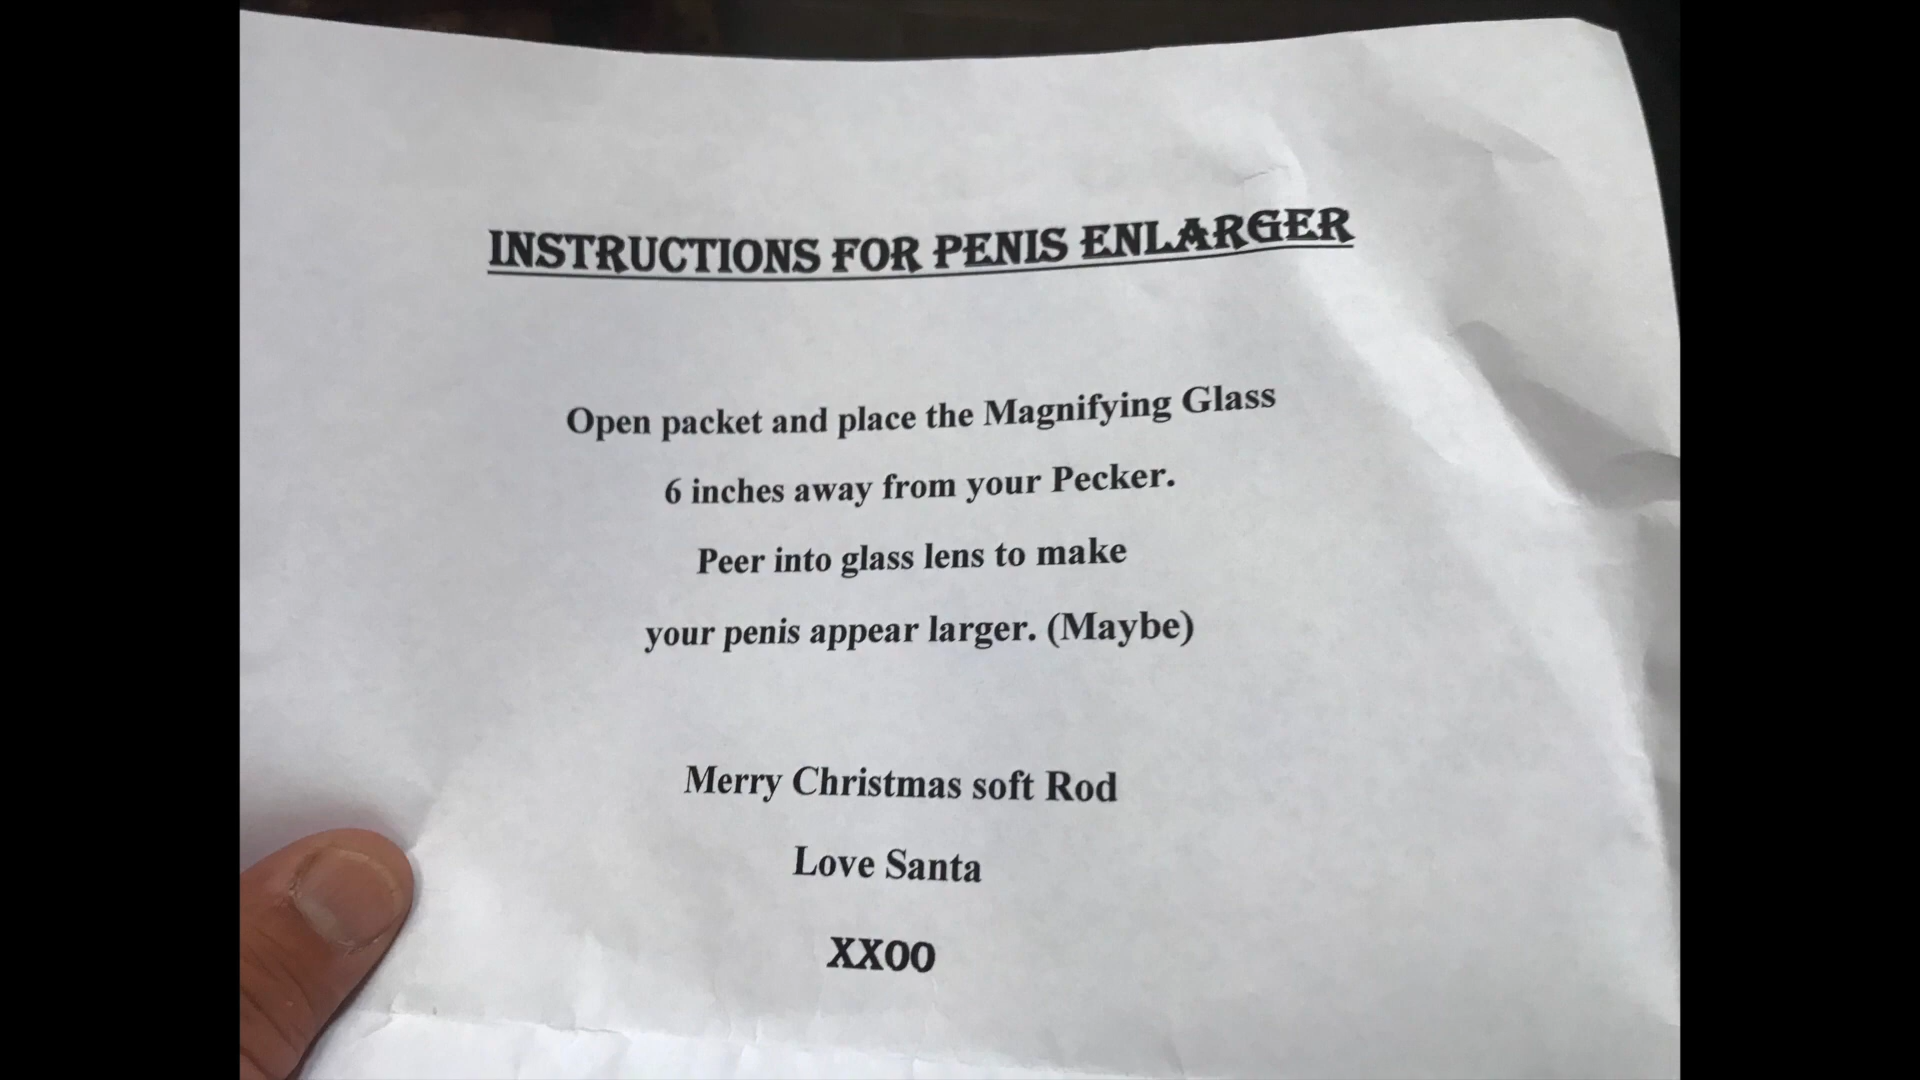 INSTRUCTIONS FOR PENIS ENLARGER
Open packet and place the Magnifying Glass
6 inches away from your Pecker.
Peer into glass lens to make
your penis appear larger. (Maybe)
Merry Christmas soft Rod
Love Santa
XXOO